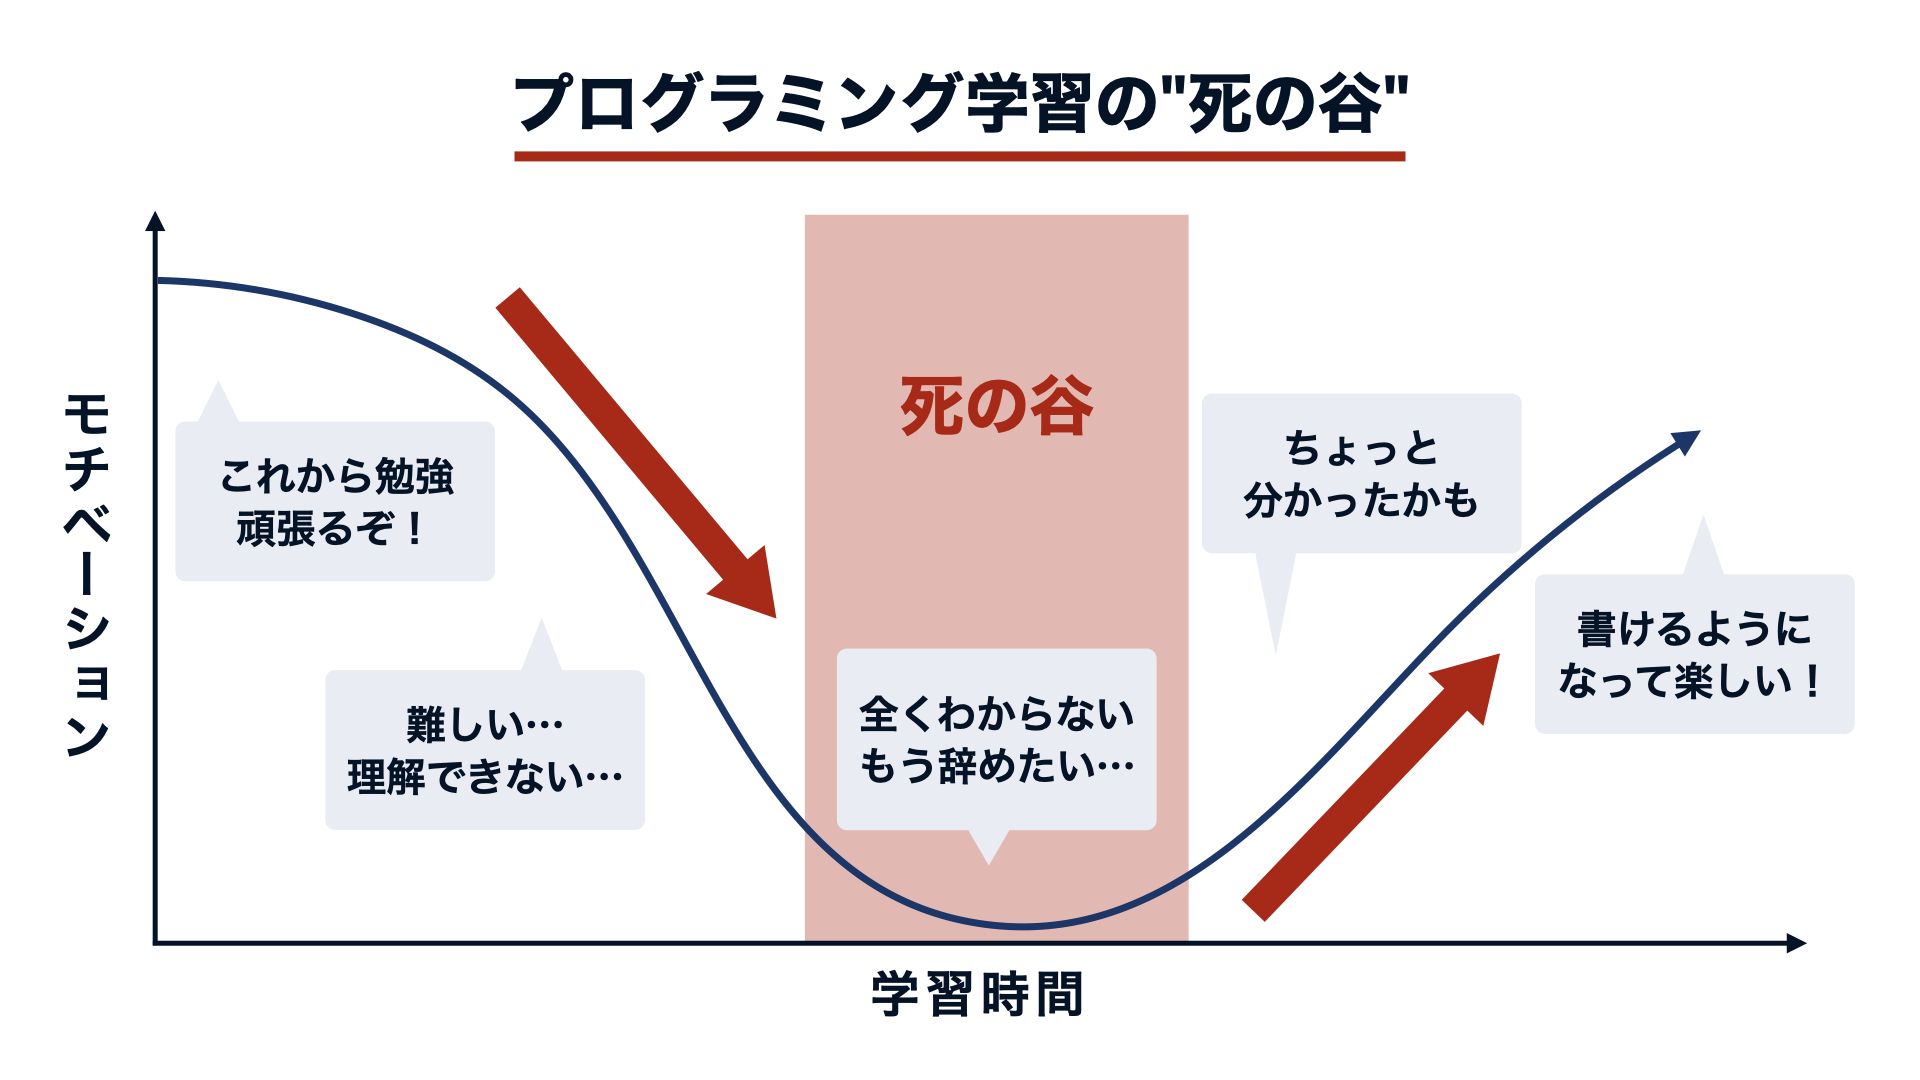 プログラミング学習の"死の谷"
モチベーション
これから勉強
頑張るぞ！
難しい…
理解できない…
死の谷
全くわからない
もう辞めたい…
ちょっと
分かったかも
書けるように
なって楽しい！
学習時間